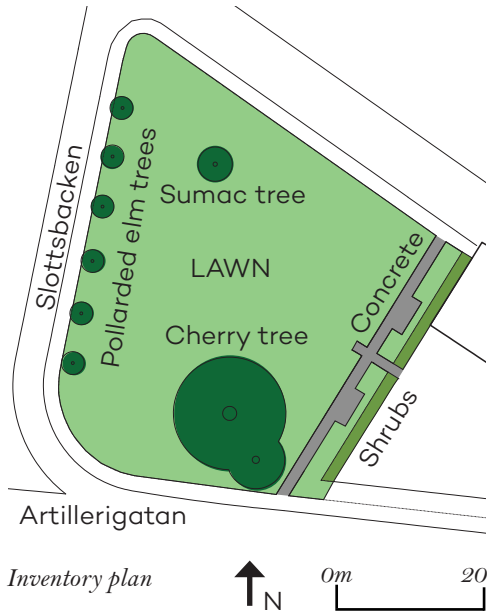 Slottsbacken
Pollarded elm trees
Sumac tree
LAWN
Concrete
Cherry tree
Shrubs
Artillerigatan
Inventory plan
N
0m
20